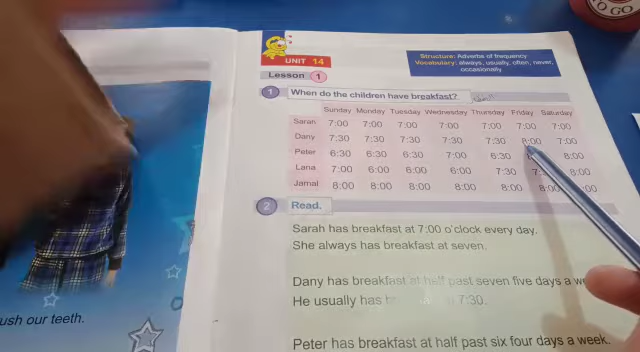 TO GO
UNIT 14
Structure: Adverbs of frequency
Vocabulary: always, usually, often, never,
occasionally
Lesson 1
1 When do the children have breakfast?
Sunday Monday Tuesday Wednesday Thursday Friday Saturday
Sarah 7:00 7:00 7:00 7:00 7:00 7:00 7:00
Dany 7:30 7:30 7:30 7:30 7:30 8:00 7:00
Peter 6:30 6:30 6:30 7:00 6:30 8:00
Lana 7:00 6:00 6:00 6:00 7:30 8:00
Jamal 8:00 8:00 8:00 8:00 8:00 8:00 :00
2 Read.
Sarah has breakfast at 7:00 o'clock every day.
She always has breakfast at seven.
Dany has breakfast at half past seven five days a
He usually has 7:30.
Peter has breakfast at half past six four days a week.
ush our teeth.